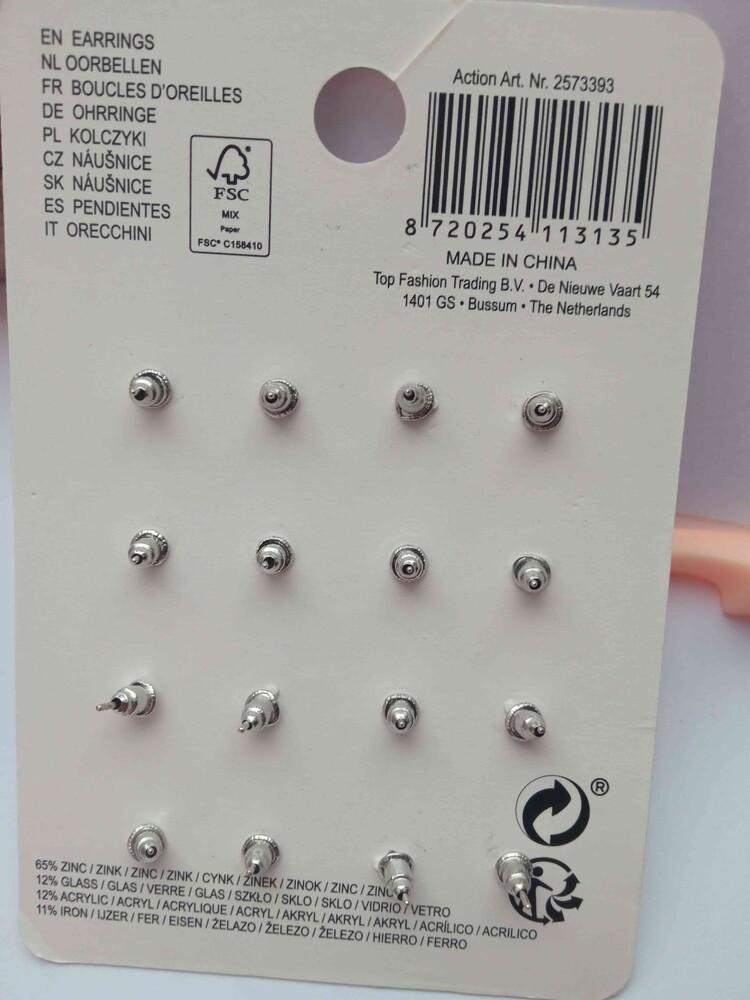 EN EARRINGS
NL OORBELLEN
FR BOUCLES D'OREILLES
DE OHRRINGE
PL KOLCZYKI
CZ NÁUŠNICE
SK NÁUŠNICE
ES PENDIENTES
IT ORECCHINI
FSC
MIX
Paper
FSC® C158410
Action Art. Nr. 2573393
8 720254 113135
MADE IN CHINA
Top Fashion Trading B.V. • De Nieuwe Vaart 54
1401 GS • Bussum • The Netherlands
®
65% ZINC / ZINK / ZINC / ZINK / CYNK / ZINEK / ZINOK / ZINC / ZINC
12% GLASS / GLAS / VERRE / GLAS / SZKŁO / SKLO / SKLO / VIDRIO / VETRO
12% ACRYLIC / ACRYL / ACRYLIQUE / ACRYL / AKRYL / AKRYL / AKRYL / ACRÍLICO / ACRILICO
11% IRON / IJZER / FER / EISEN / ŻELAZO / ŽELEZO / ŽELEZO / HIERRO / FERRO